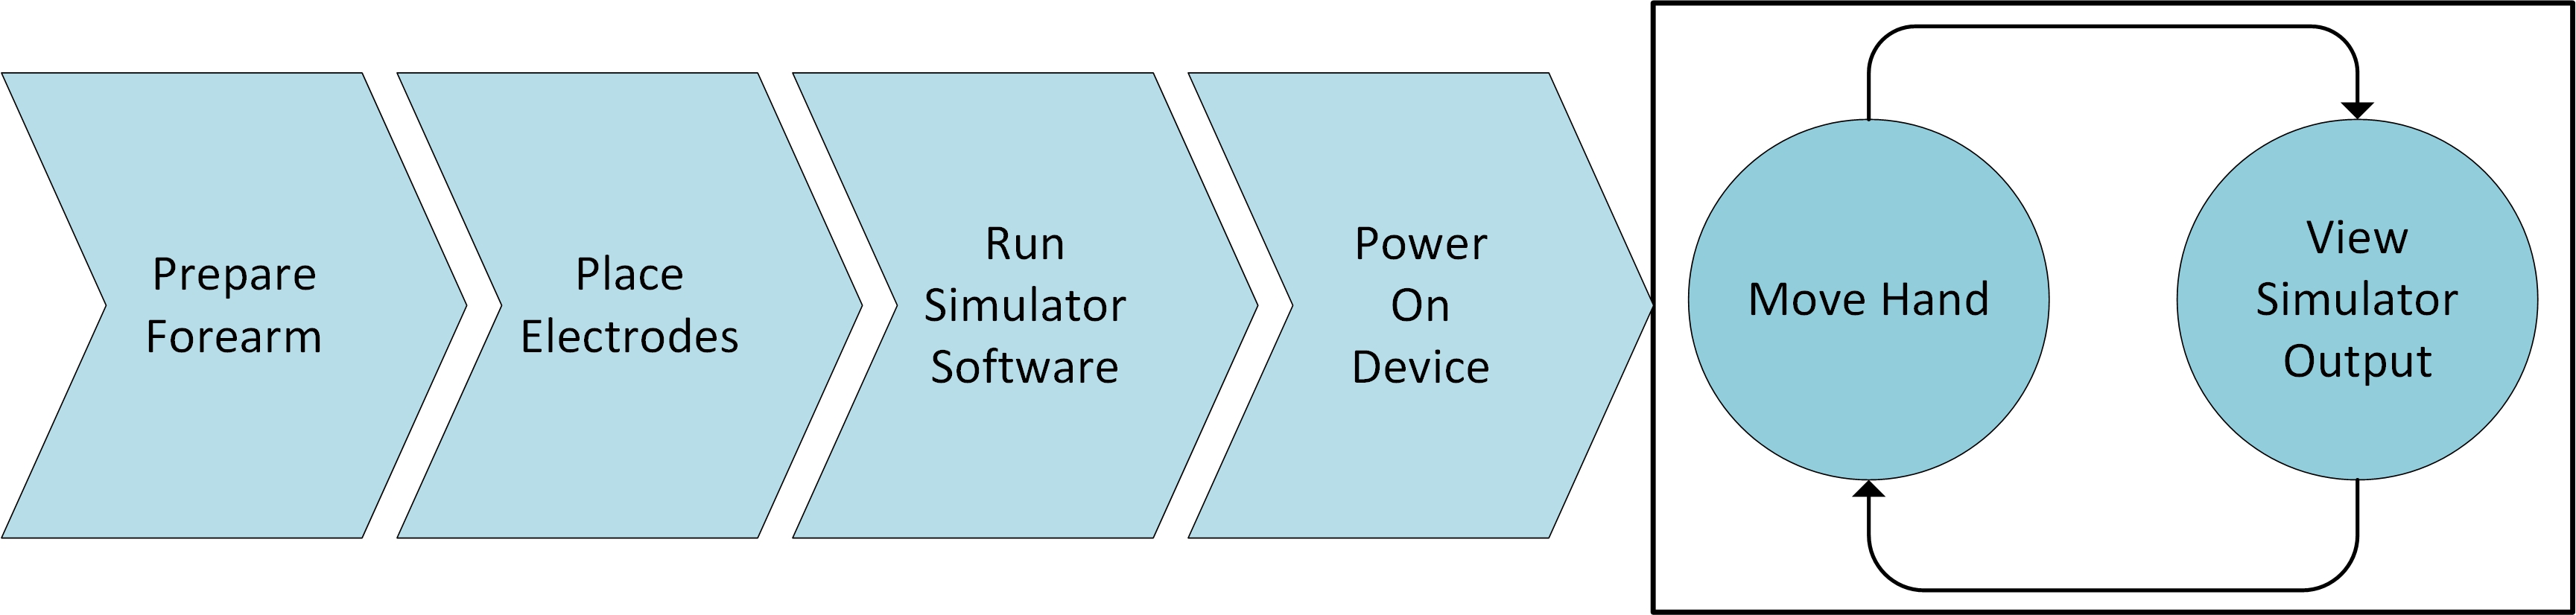 Prepare
Forearm
Place
Electrodes
Run
Simulator
Software
Power
On
Device
Move Hand
View
Simulator
Output